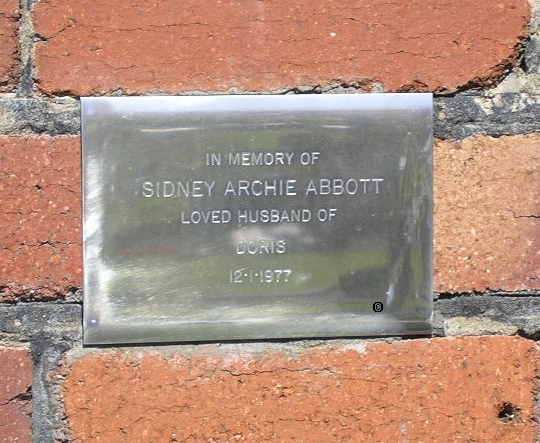 IN MEMORY OF
SIDNEY ARCHIE ABBOTT
LOVED HUSBAND OF
DORIS
12·1·1977